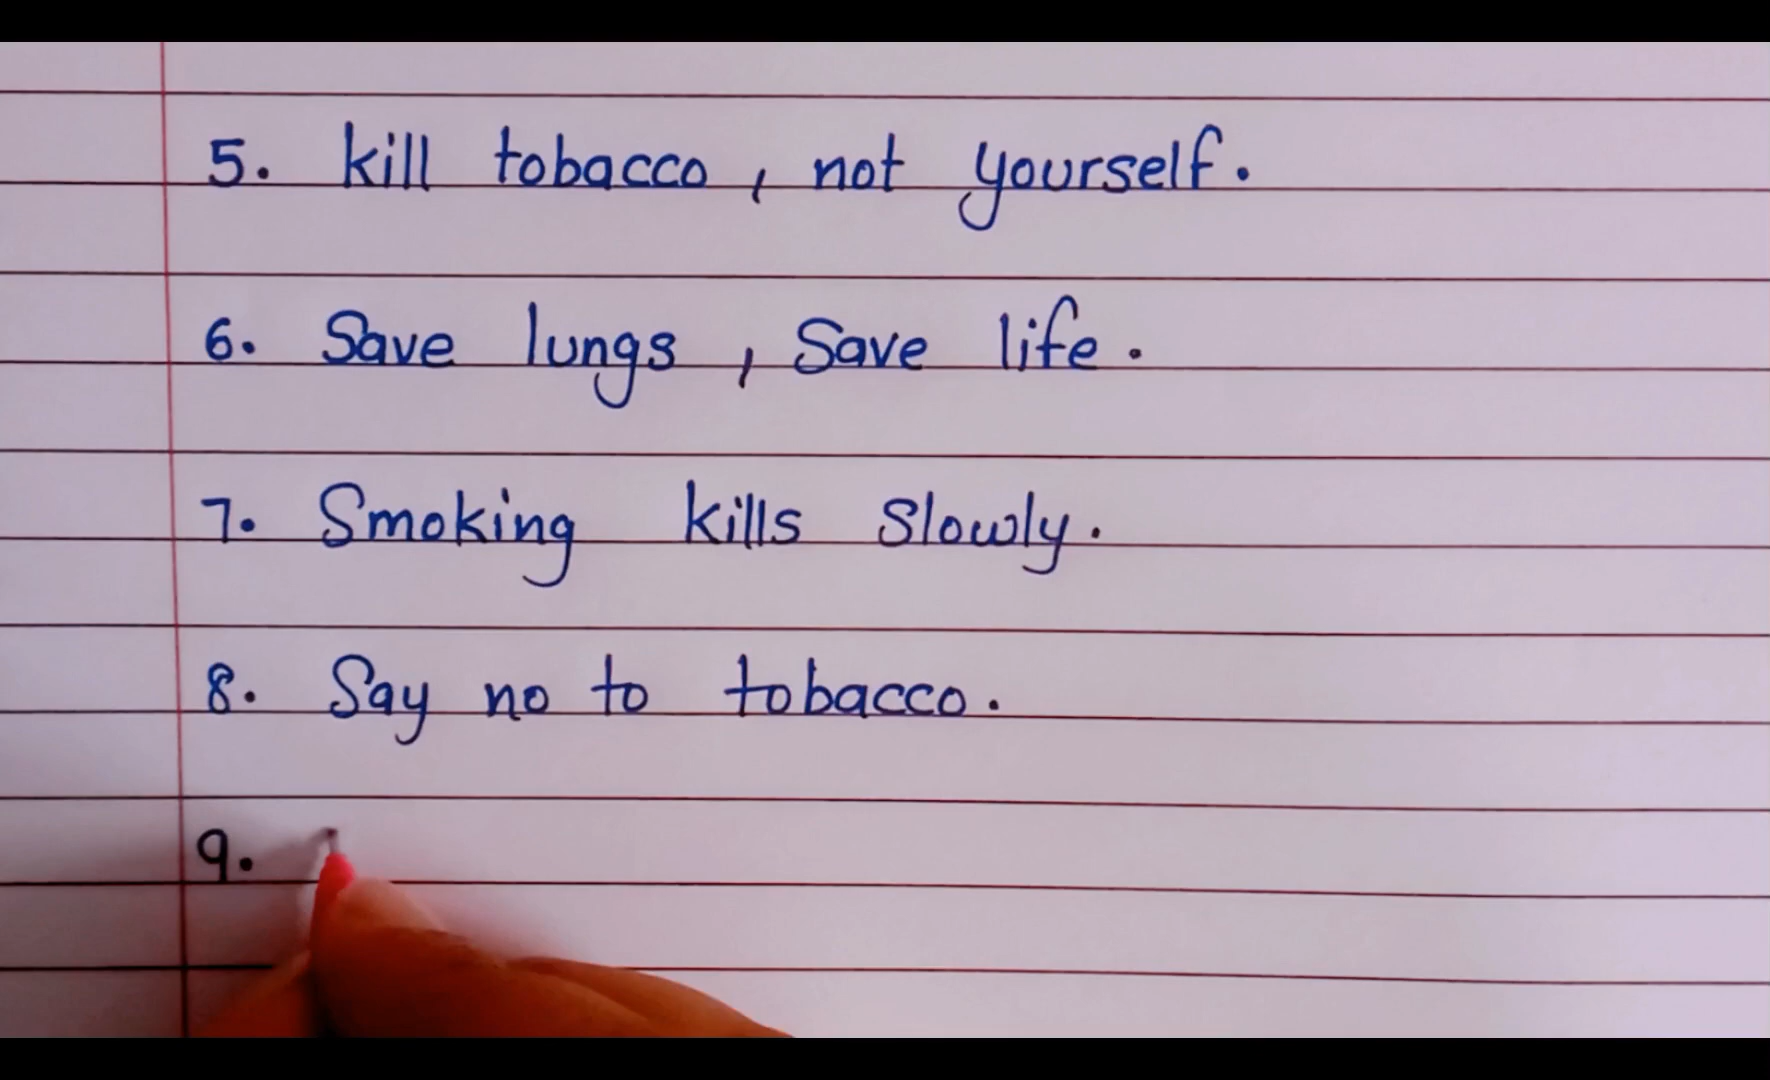 5. kill tobacco, not yourself.
6. Save lungs, Save life.
7. Smoking kills slowly.
8. Say no to tobacco.
9.